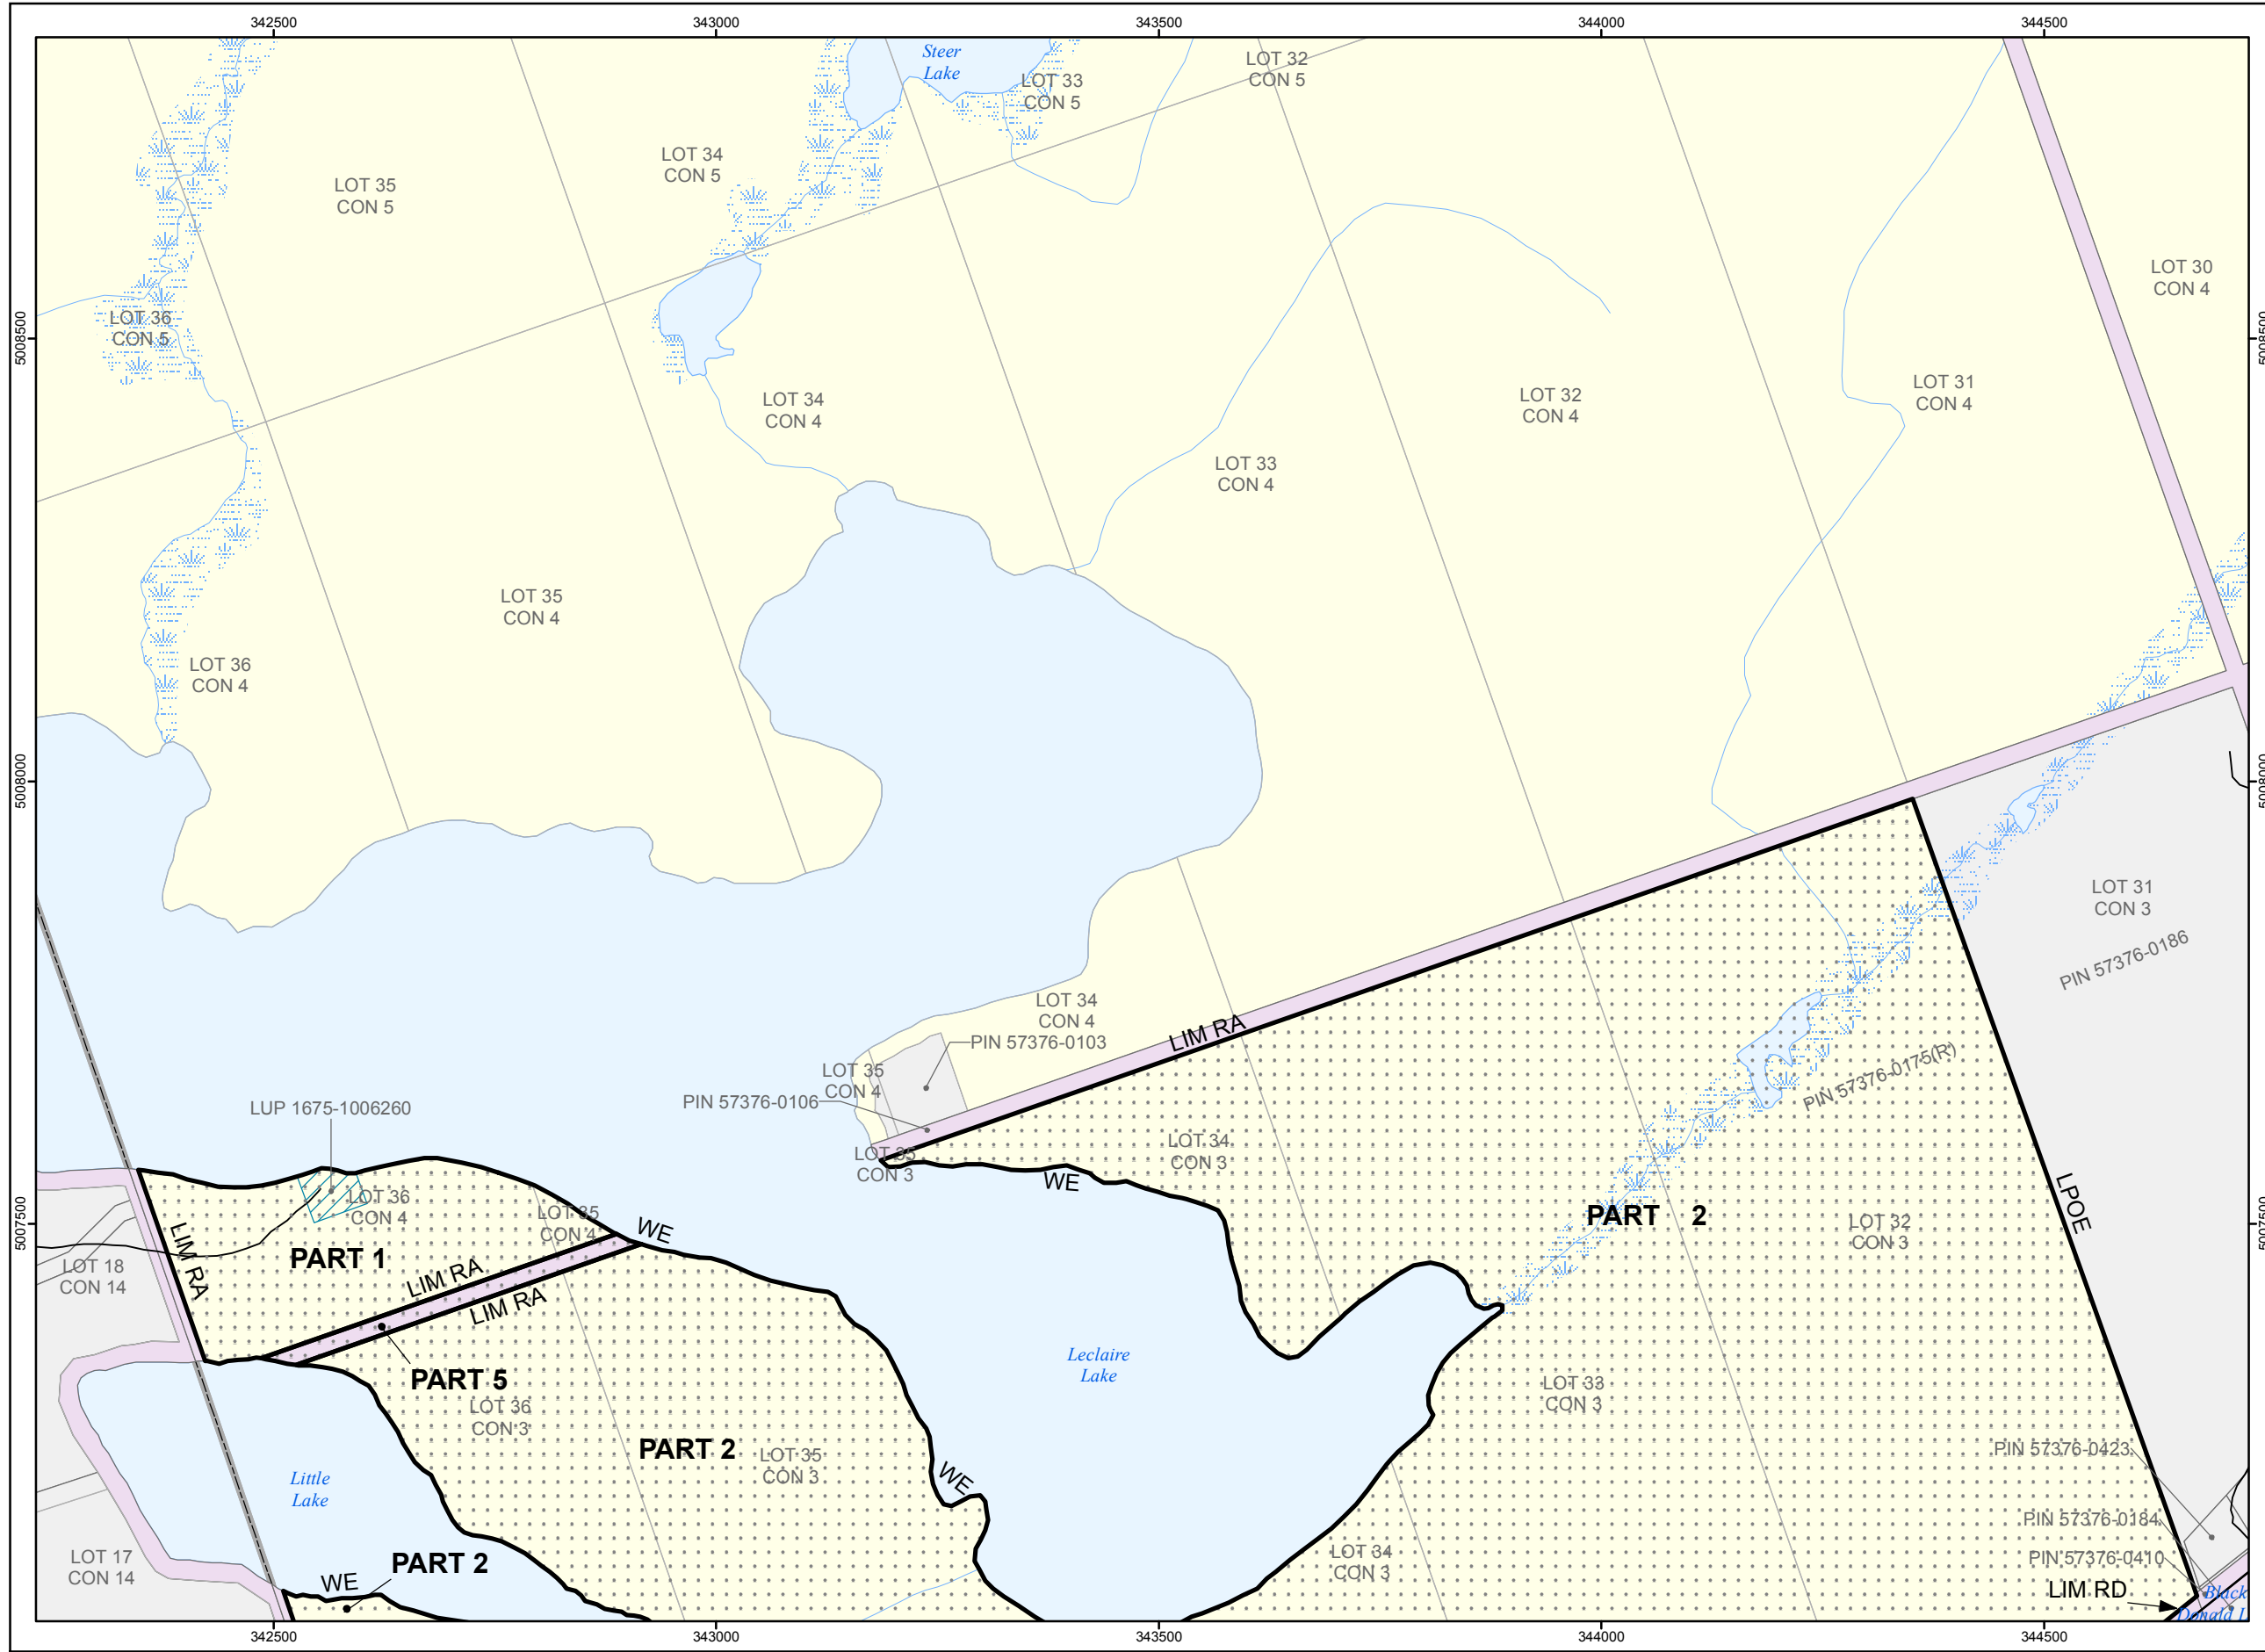 342500
343000
343500
344000
344500
Steer
Lake
LOT 33
CON 5
LOT 32
CON 5
LOT 34
CON 5
LOT 35
CON 5
LOT 30
CON 4
LOT 36
CON 5
5008500
5008500
LOT 34
CON 4
LOT 32
CON 4
LOT 31
CON 4
LOT 33
CON 4
LOT 35
CON 4
LOT 36
CON 4
5008000
5008000
LOT 31
CON 3
PIN 57376-0186
LOT 34
CON 4
LIM RA
PIN 57376-0103
LOT 35
CON 4
PIN 57376-0106
PIN 57376-0175(R)
LUP 1675-1006260
LOT 34
CON 3
LOT 35
CON 3
WE
LOT 36
CON 4
LOT 35
CON 4
WE
LPOE
5007500
5007500
PART 2
LOT 32
CON 3
LIM RA
PART 1
LOT 18
CON 14
LIM RA
LIM RA
Leclaire
Lake
PART 5
LOT 36
CON 3
LOT 33
CON 3
PART 2
LOT 35
CON 3
WE
PIN 57376-0423
Little
Lake
PIN 57376-0184
LOT 17
CON 14
PART 2
LOT 34
CON 3
PIN 57376-0410
WE
LIM RD
Black
Donald L
342500
343000
343500
344000
344500